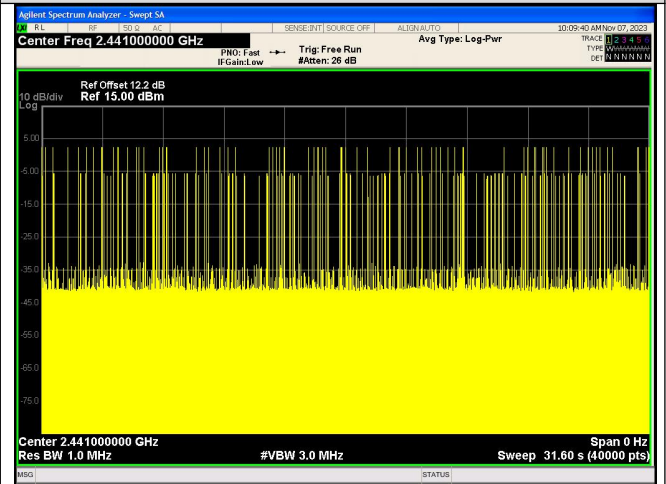 Agilent Spectrum Analyzer - Swept SA
RL RF 50 Ω AC SENSE:INT SOURCE OFF ALIGN AUTO 10:09:40 AM Nov 07, 2023
Center Freq 2.441000000 GHz
PNO: Fast
IFGain:Low
Trig: Free Run
#Atten: 26 dB
Avg Type: Log-Pwr
TRACE 1 2 3 4 5 6
TYPE W
DET N N N N N N
Ref Offset 12.2 dB
10 dB/div Ref 15.00 dBm
Log
5.00
-5.00
-15.0
-25.0
-35.0
-45.0
-55.0
-65.0
-75.0
Center 2.441000000 GHz Span 0 Hz
Res BW 1.0 MHz #VBW 3.0 MHz Sweep 31.60 s (40000 pts)
MSG STATUS